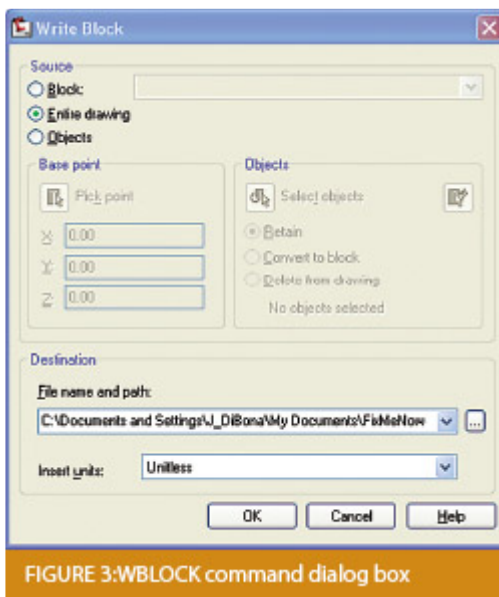 Write Block
Source
Block:
Entire drawing
Objects
Base point
Pick point
X: 0.00
Y: 0.00
Z: 0.00
Objects
Select objects
Retain
Convert to block
Delete from drawing
No objects selected
Destination
File name and path:
C:\Documents and Settings\J_DiBona\My Documents\FixMeNow
...
Insert units: Unitless
OK Cancel Help
FIGURE 3:WBLOCK command dialog box